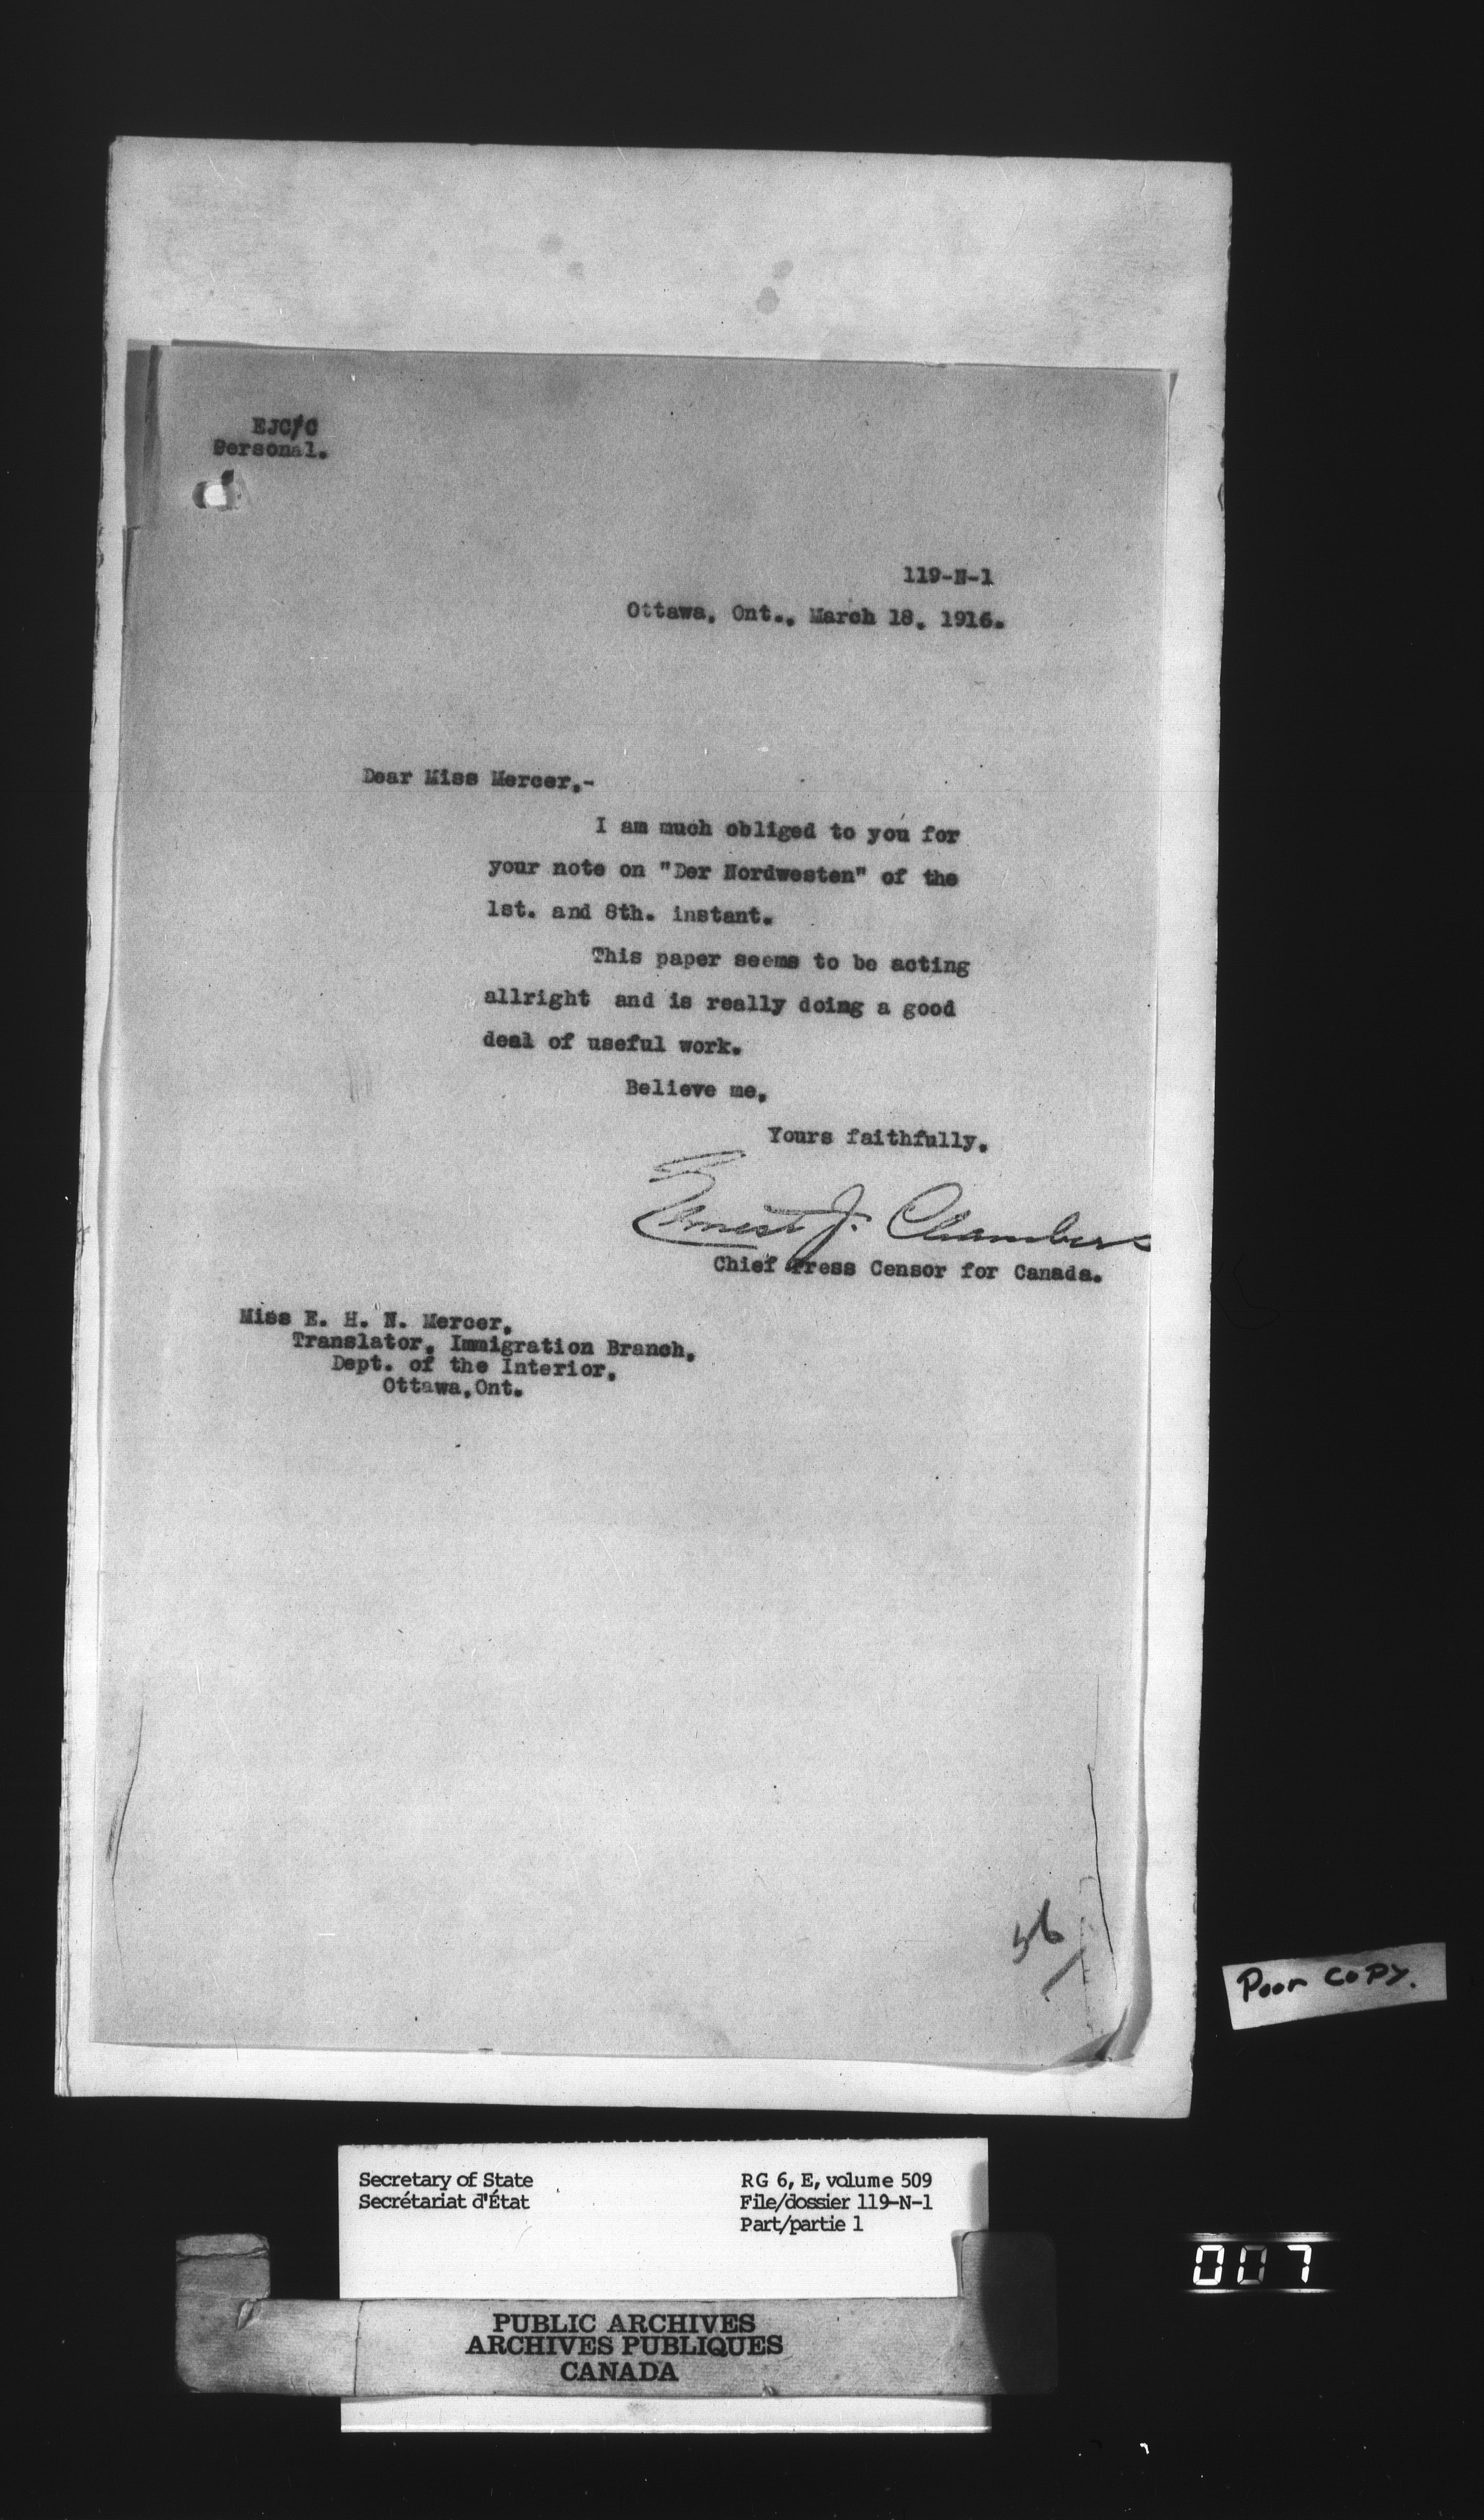 EJC/C
Personal.
119-N-1
Ottawa, Ont., March 18, 1916.
Dear Miss Mercer,-
I am much obliged to you for
your note on "Der Nordwesten" of the
1st. and 8th. instant.
This paper seems to be acting
allright and is really doing a good
deal of useful work.
Believe me,
Yours faithfully,
Ernest J. Chambers
Chief Press Censor for Canada.
Miss E. H. N. Mercer,
Translator, Immigration Branch,
Dept. of the Interior,
Ottawa, Ont.
56
Poor copy.
Secretary of State
Secrétariat d'État
RG 6, E, volume 509
File/dossier 119-N-1
Part/partie 1
007
PUBLIC ARCHIVES
ARCHIVES PUBLIQUES
CANADA